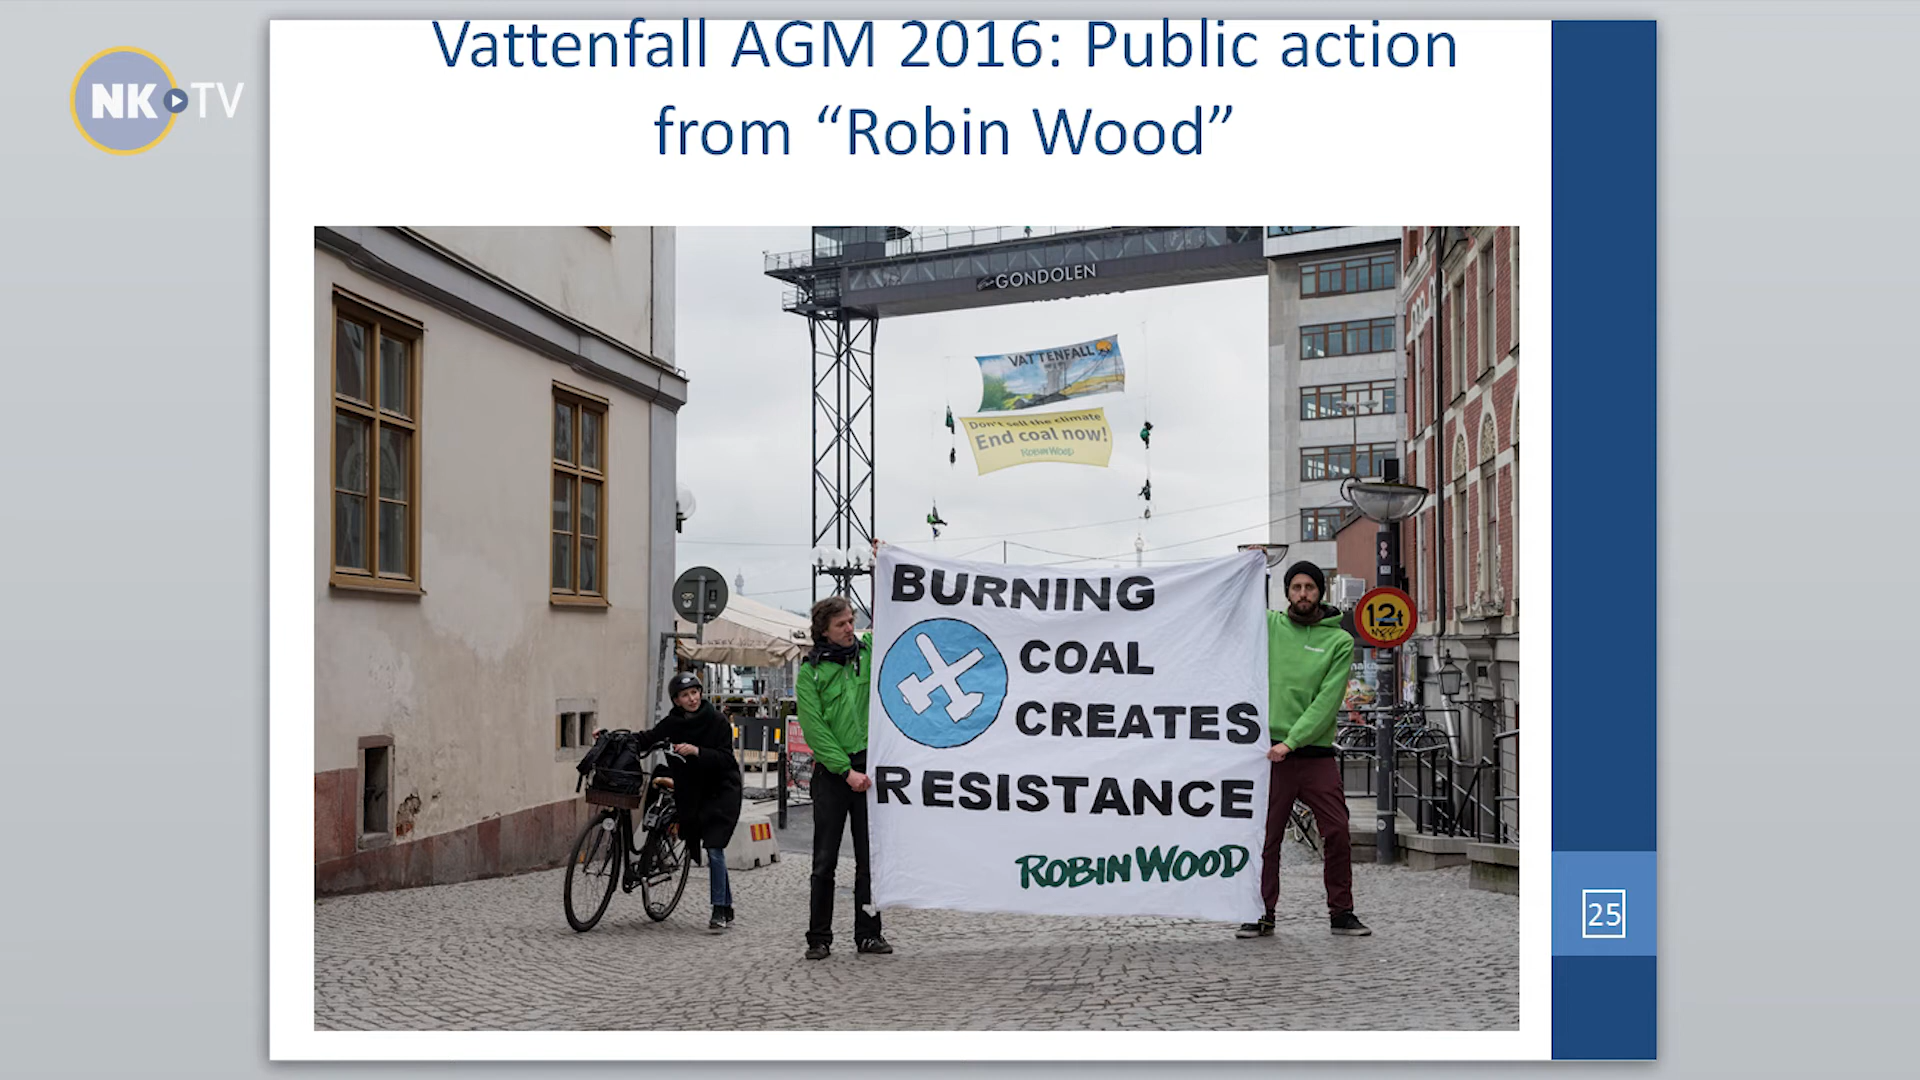 NK TV
Vattenfall AGM 2016: Public action
from “Robin Wood”
GONDOLEN
VATTENFALL
Don't sell the climate
End coal now!
ROBIN WOOD
BURNING
COAL
CREATES
RESISTANCE
ROBIN WOOD
12t
25